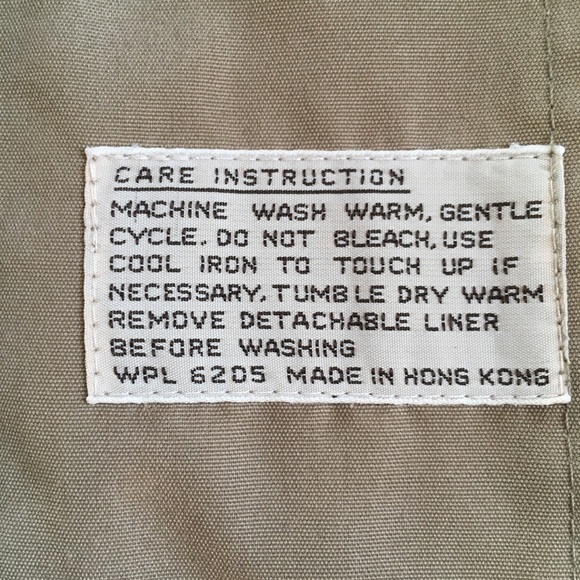 CARE INSTRUCTION
MACHINE WASH WARM, GENTLE
CYCLE. DO NOT BLEACH, USE
COOL IRON TO TOUCH UP IF
NECESSARY, TUMBLE DRY WARM
REMOVE DETACHABLE LINER
BEFORE WASHING
WPL 6205 MADE IN HONG KONG